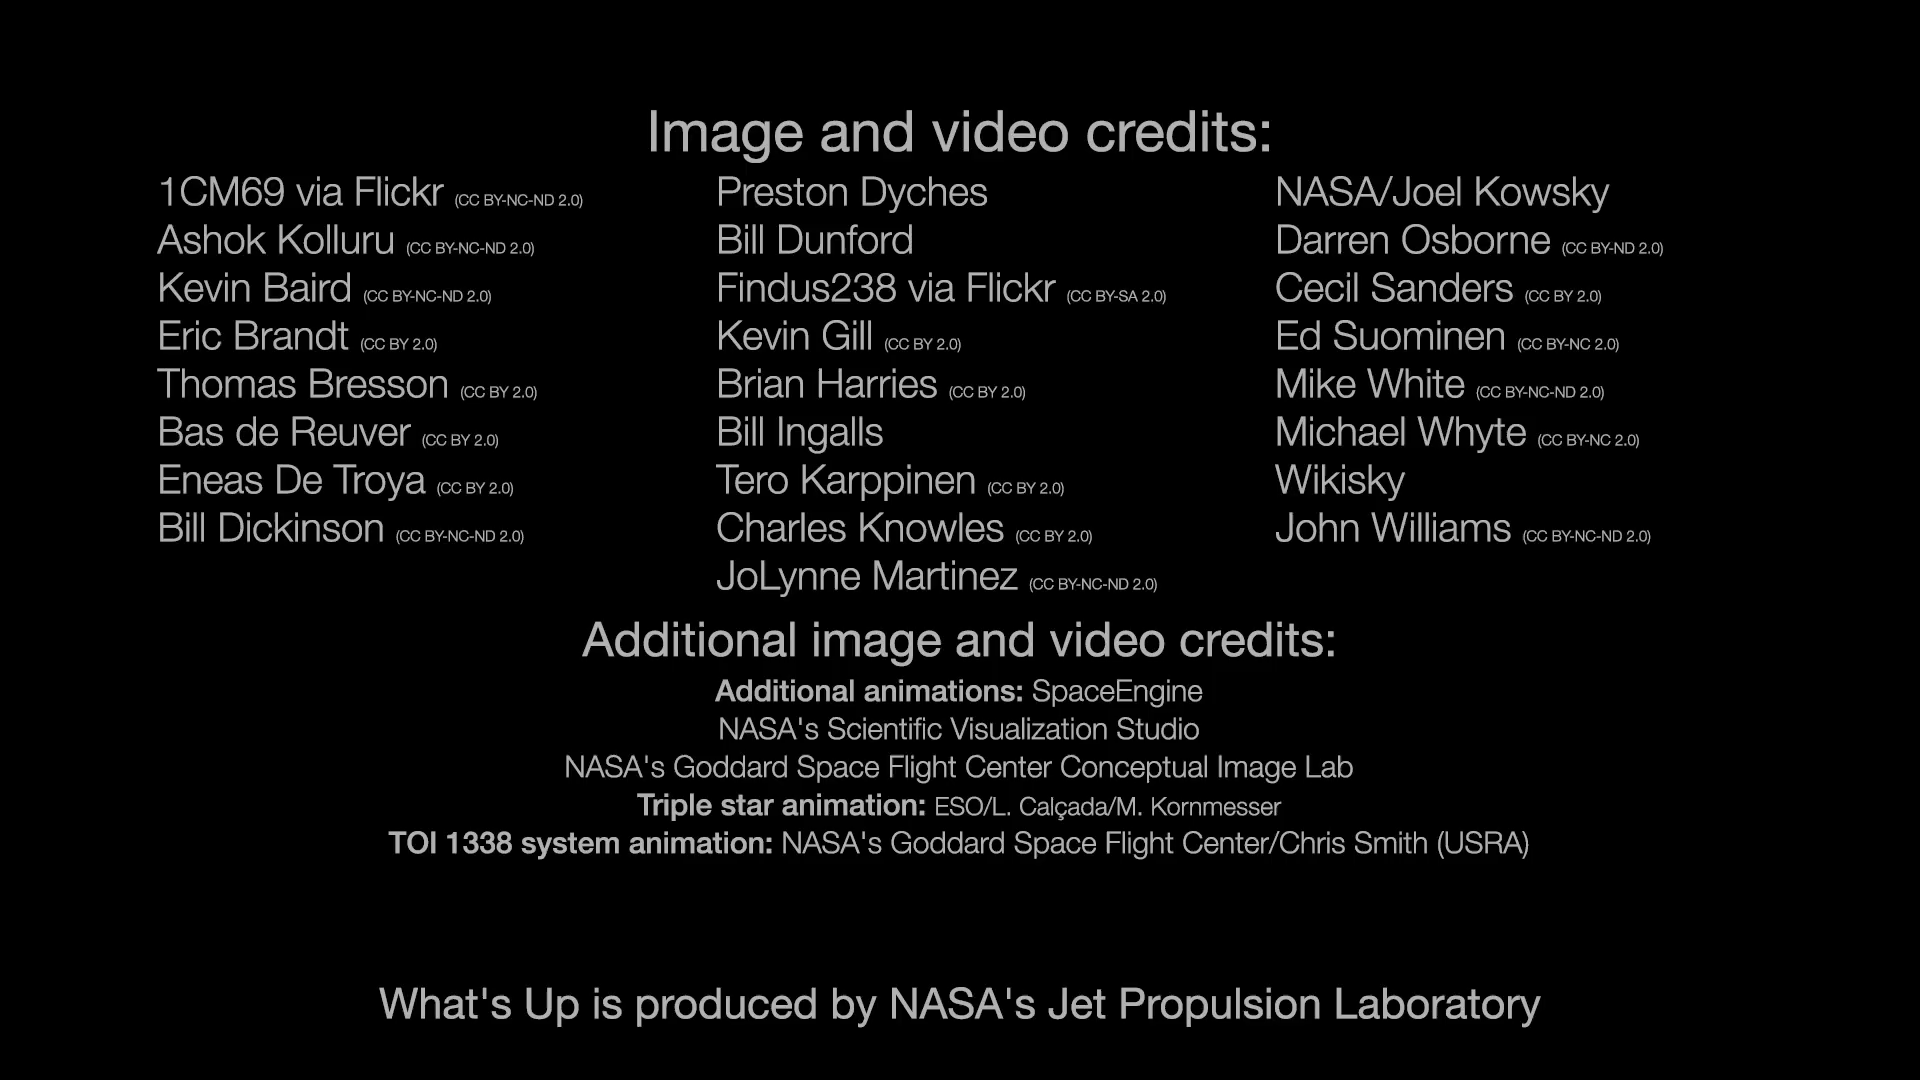 Image and video credits:
1CM69 via Flickr (CC BY-NC-ND 2.0)
Ashok Kolluru (CC BY-NC-ND 2.0)
Kevin Baird (CC BY-NC-ND 2.0)
Eric Brandt (CC BY 2.0)
Thomas Bresson (CC BY 2.0)
Bas de Reuver (CC BY 2.0)
Eneas De Troya (CC BY 2.0)
Bill Dickinson (CC BY-NC-ND 2.0)
Preston Dyches
Bill Dunford
Findus238 via Flickr (CC BY-SA 2.0)
Kevin Gill (CC BY 2.0)
Brian Harries (CC BY 2.0)
Bill Ingalls
Tero Karppinen (CC BY 2.0)
Charles Knowles (CC BY 2.0)
JoLynne Martinez (CC BY-NC-ND 2.0)
NASA/Joel Kowsky
Darren Osborne (CC BY-ND 2.0)
Cecil Sanders (CC BY 2.0)
Ed Suominen (CC BY-NC 2.0)
Mike White (CC BY-NC-ND 2.0)
Michael Whyte (CC BY-NC 2.0)
Wikisky
John Williams (CC BY-NC-ND 2.0)
Additional image and video credits:
Additional animations: SpaceEngine
NASA's Scientific Visualization Studio
NASA's Goddard Space Flight Center Conceptual Image Lab
Triple star animation: ESO/L. Calçada/M. Kornmesser
TOI 1338 system animation: NASA's Goddard Space Flight Center/Chris Smith (USRA)
What's Up is produced by NASA's Jet Propulsion Laboratory